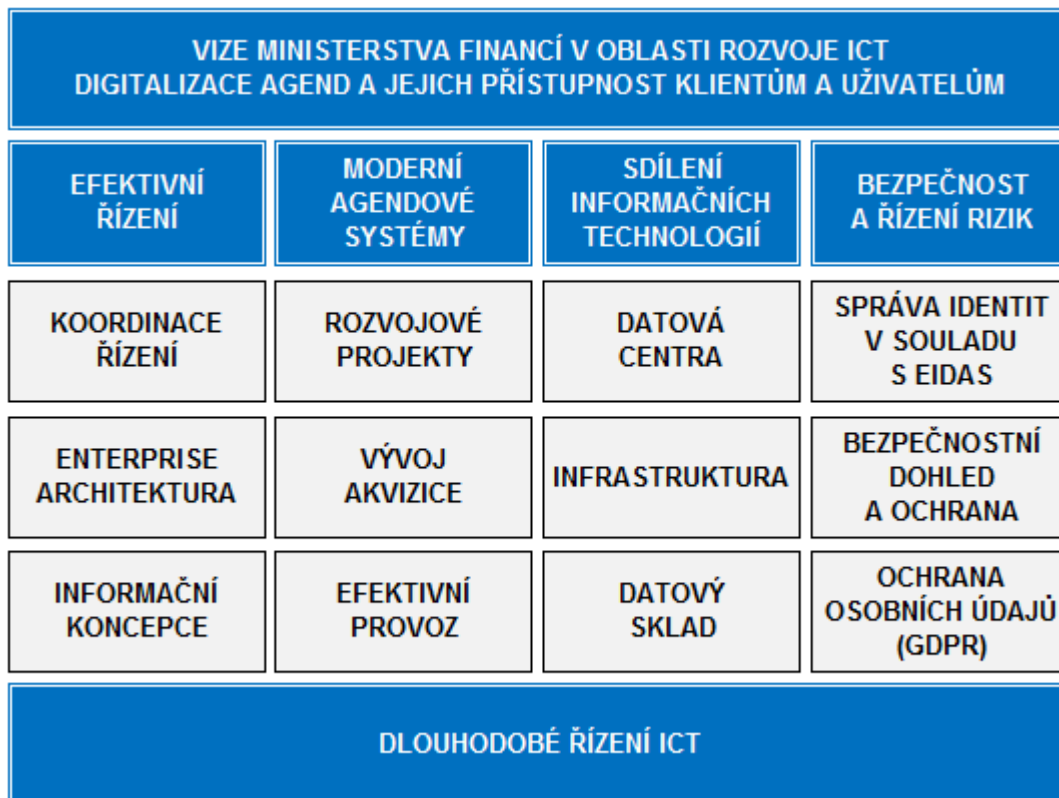 VIZE MINISTERSTVA FINANCÍ V OBLASTI ROZVOJE ICT
DIGITALIZACE AGEND A JEJICH PŘÍSTUPNOST KLIENTŮM A UŽIVATELŮM
EFEKTIVNÍ
ŘÍZENÍ
MODERNÍ
AGENDOVÉ
SYSTÉMY
SDÍLENÍ
INFORMAČNÍCH
TECHNOLOGIÍ
BEZPEČNOST
A ŘÍZENÍ RIZIK
KOORDINACE
ŘÍZENÍ
ROZVOJOVÉ
PROJEKTY
DATOVÁ
CENTRA
SPRÁVA IDENTIT
V SOULADU
S EIDAS
ENTERPRISE
ARCHITEKTURA
VÝVOJ
AKVIZICE
INFRASTRUKTURA
BEZPEČNOSTNÍ
DOHLED
A OCHRANA
INFORMAČNÍ
KONCEPCE
EFEKTIVNÍ
PROVOZ
DATOVÝ
SKLAD
OCHRANA
OSOBNÍCH ÚDAJŮ
(GDPR)
DLOUHODOBÉ ŘÍZENÍ ICT